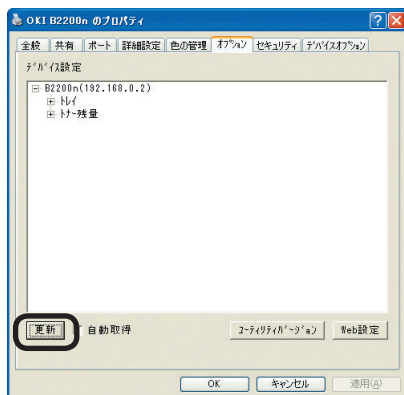 OKI B2200n のプロパティ
全般 共有 ポート 詳細設定 色の管理 オプション セキュリティ デバイスオプション
デバイス設定
B2200n(192.168.0.2)
トレイ
トナー残量
更新 自動取得 ユーティリティバージョン Web設定
OK キャンセル 適用(A)